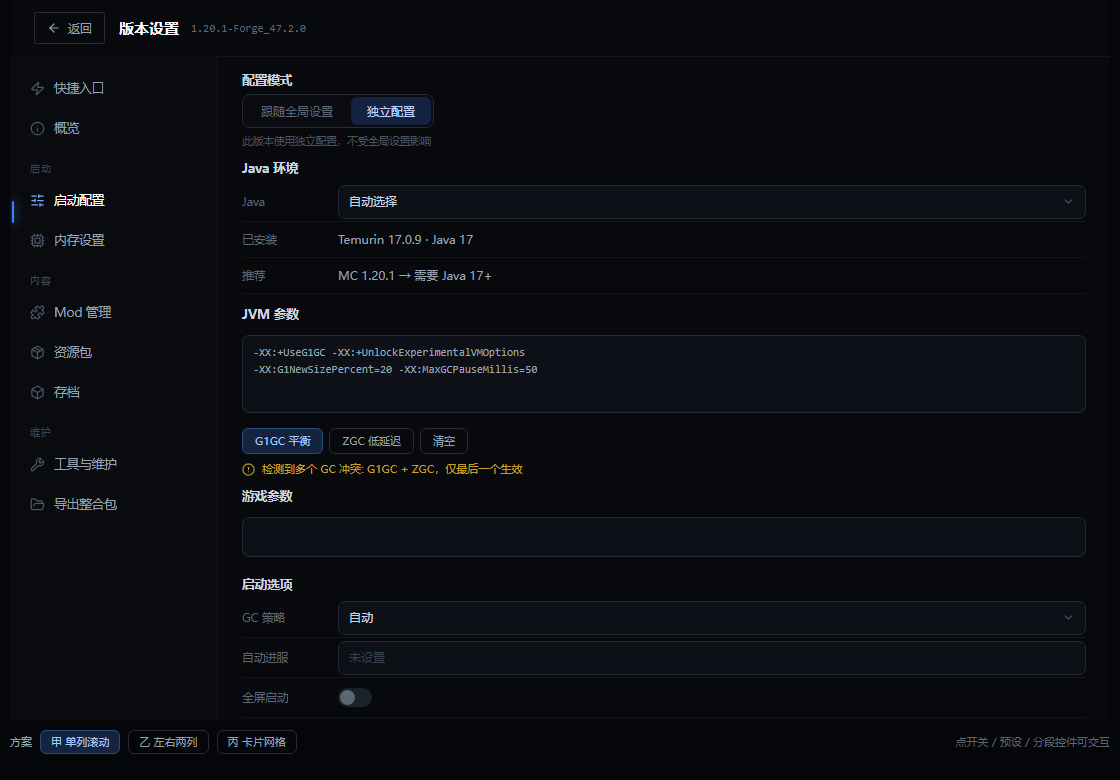 返回
版本设置 1.20.1-Forge_47.2.0
快捷入口
概览
启动
启动配置
内存设置
内容
Mod 管理
资源包
存档
维护
工具与维护
导出整合包
配置模式
跟随全局设置 独立配置
此版本使用独立配置，不受全局设置影响
Java 环境
Java 自动选择
已安装 Temurin 17.0.9 · Java 17
推荐 MC 1.20.1 → 需要 Java 17+
JVM 参数
-XX:+UseG1GC -XX:+UnlockExperimentalVMOptions
-XX:G1NewSizePercent=20 -XX:MaxGCPauseMillis=50
G1GC 平衡 ZGC 低延迟 清空
检测到多个 GC 冲突: G1GC + ZGC，仅最后一个生效
游戏参数
启动选项
GC 策略 自动
自动进服 未设置
全屏启动
方案 甲 单列滚动 乙 左右两列 丙 卡片网格
点开关 / 预设 / 分段控件可交互